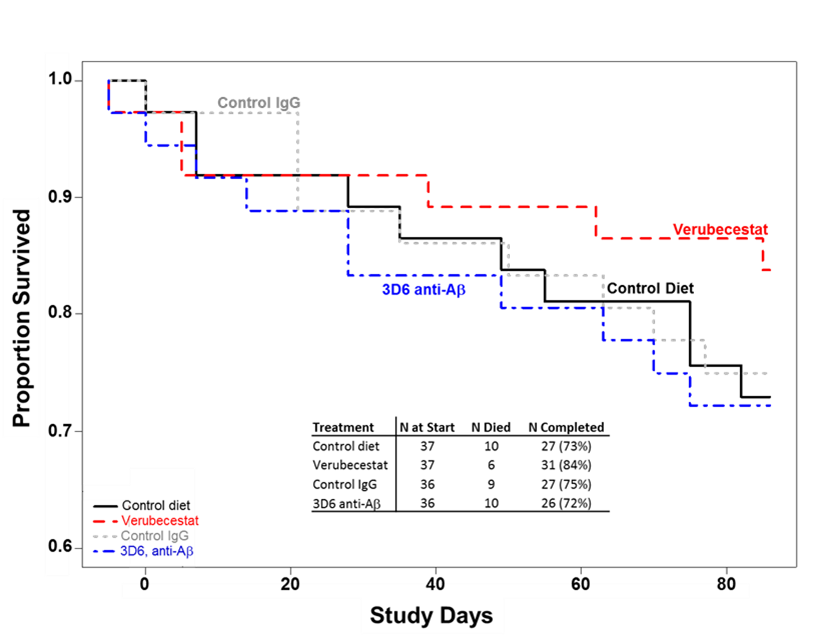 1.0
0.9
0.8
0.7
0.6
Proportion Survived
Control IgG
Verubecestat
3D6 anti-Aβ
Control Diet
Treatment N at Start N Died N Completed
Control diet 37 10 27 (73%)
Verubecestat 37 6 31 (84%)
Control IgG 36 9 27 (75%)
3D6 anti-Aβ 36 10 26 (72%)
Control diet
Verubecestat
Control IgG
3D6, anti-Aβ
0 20 40 60 80
Study Days